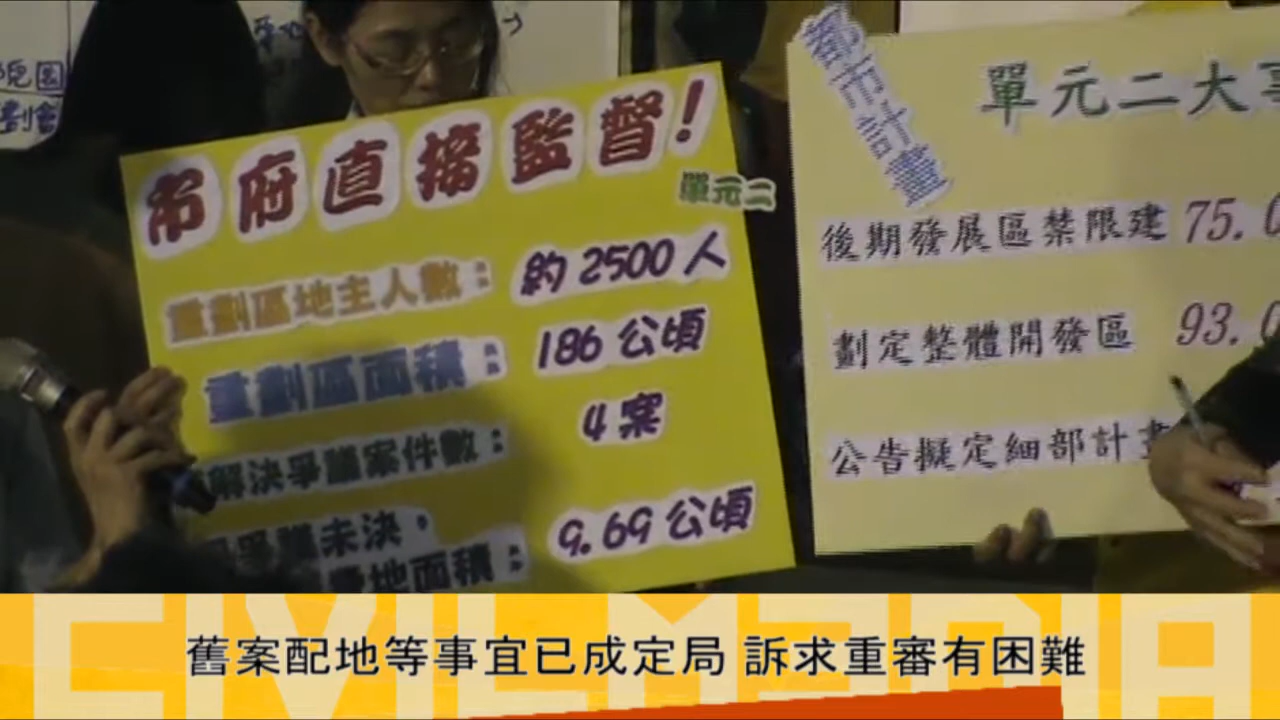 市府直接監督!
單元二
重劃區地主人數：約2500人
重劃區面積：186公頃
解決爭議案件數：4案
爭議未決，
地面積：9.69公頃
都市計畫
單元二大事
後期發展區禁限建 75.0
劃定整體開發區 93.0
公告擬定細部計畫
CIVILMEDIA
舊案配地等事宜已成定局 訴求重審有困難